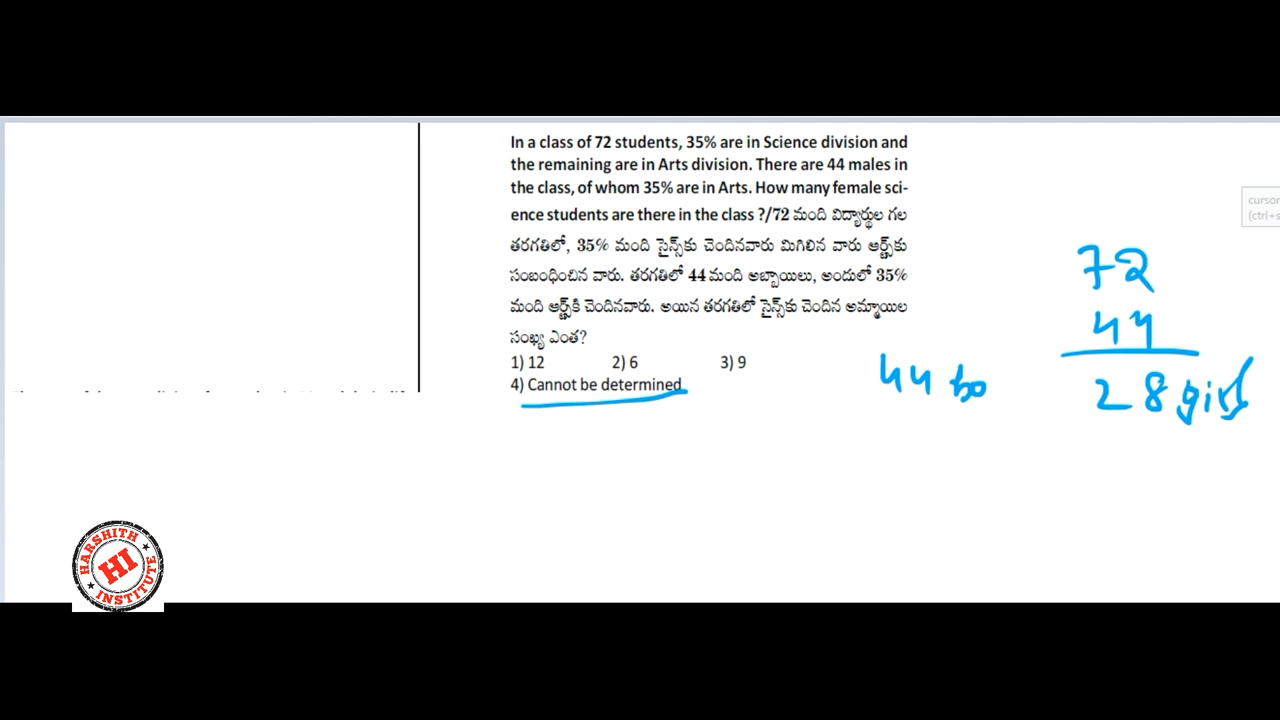 In a class of 72 students, 35% are in Science division and
the remaining are in Arts division. There are 44 males in
the class, of whom 35% are in Arts. How many female sci-
ence students are there in the class ?/72 మంది విద్యార్థుల గల
తరగతిలో, 35% మంది సైన్స్‌కు చెందినవారు మిగిలిన వారు ఆర్ట్స్‌కు
సంబంధించిన వారు. తరగతిలో 44 మంది అబ్బాయిలు, అందులో 35%
మంది ఆర్ట్స్‌కి చెందినవారు. అయిన తరగతిలో సైన్స్‌కు చెందిన అమ్మాయిల
సంఖ్య ఎంత?
1) 12 2) 6 3) 9
4) Cannot be determined
44 bo
72
44
28 girls
cursor
(ctrl+s
HARSHITH
HI
INSTITUTE